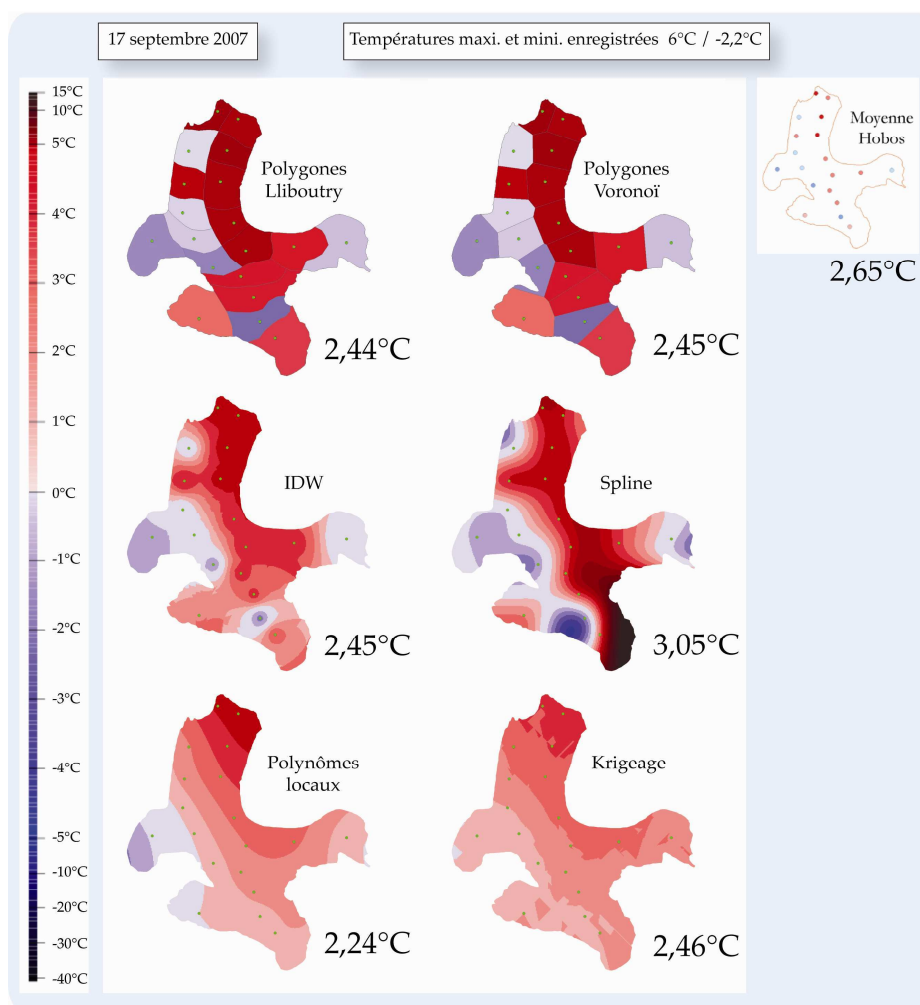 17 septembre 2007
Températures maxi. et mini. enregistrées 6°C / -2,2°C
15°C
10°C
5°C
4°C
3°C
2°C
1°C
0°C
-1°C
-2°C
-3°C
-4°C
-5°C
-10°C
-20°C
-30°C
-40°C
Polygones
Lliboutry
2,44°C
Polygones
Voronoï
2,45°C
Moyenne
Hobos
2,65°C
IDW
2,45°C
Spline
3,05°C
Polynômes
locaux
2,24°C
Krigeage
2,46°C